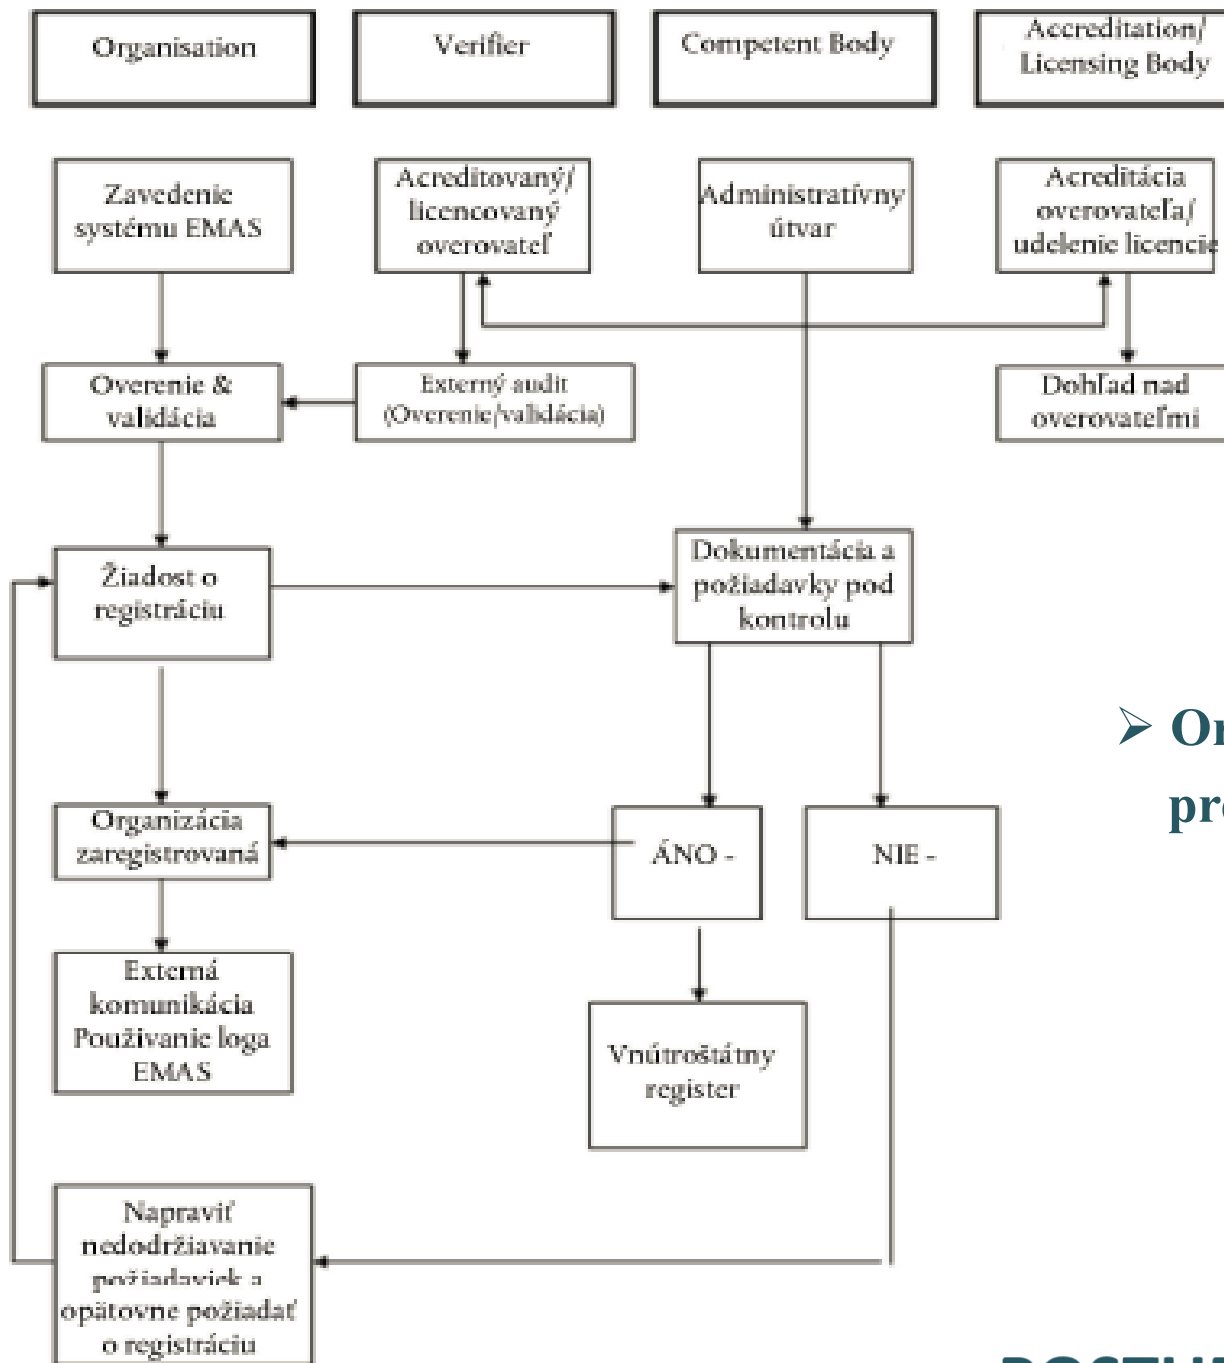 Organisation
Verifier
Competent Body
Accreditation/
Licensing Body
Zavedenie
systému EMAS
Acreditovaný/
licencovaný
overovateľ
Administratívny
útvar
Acreditácia
overovateľa/
udelenie licencie
Overenie &
validácia
Externý audit
(Overenie/validácia)
Dohľad nad
overovateľmi
Žiadost o
registráciu
Dokumentácia a
požiadavky pod
kontrolu
Organizácia
zaregistrovaná
ÁNO -
NIE -
Externá
komunikácia
Použivanie loga
EMAS
Vnútroštátny
register
Napraviť
nedodržiavanie
požiadaviek a
opätovne požiadať
o registráciu